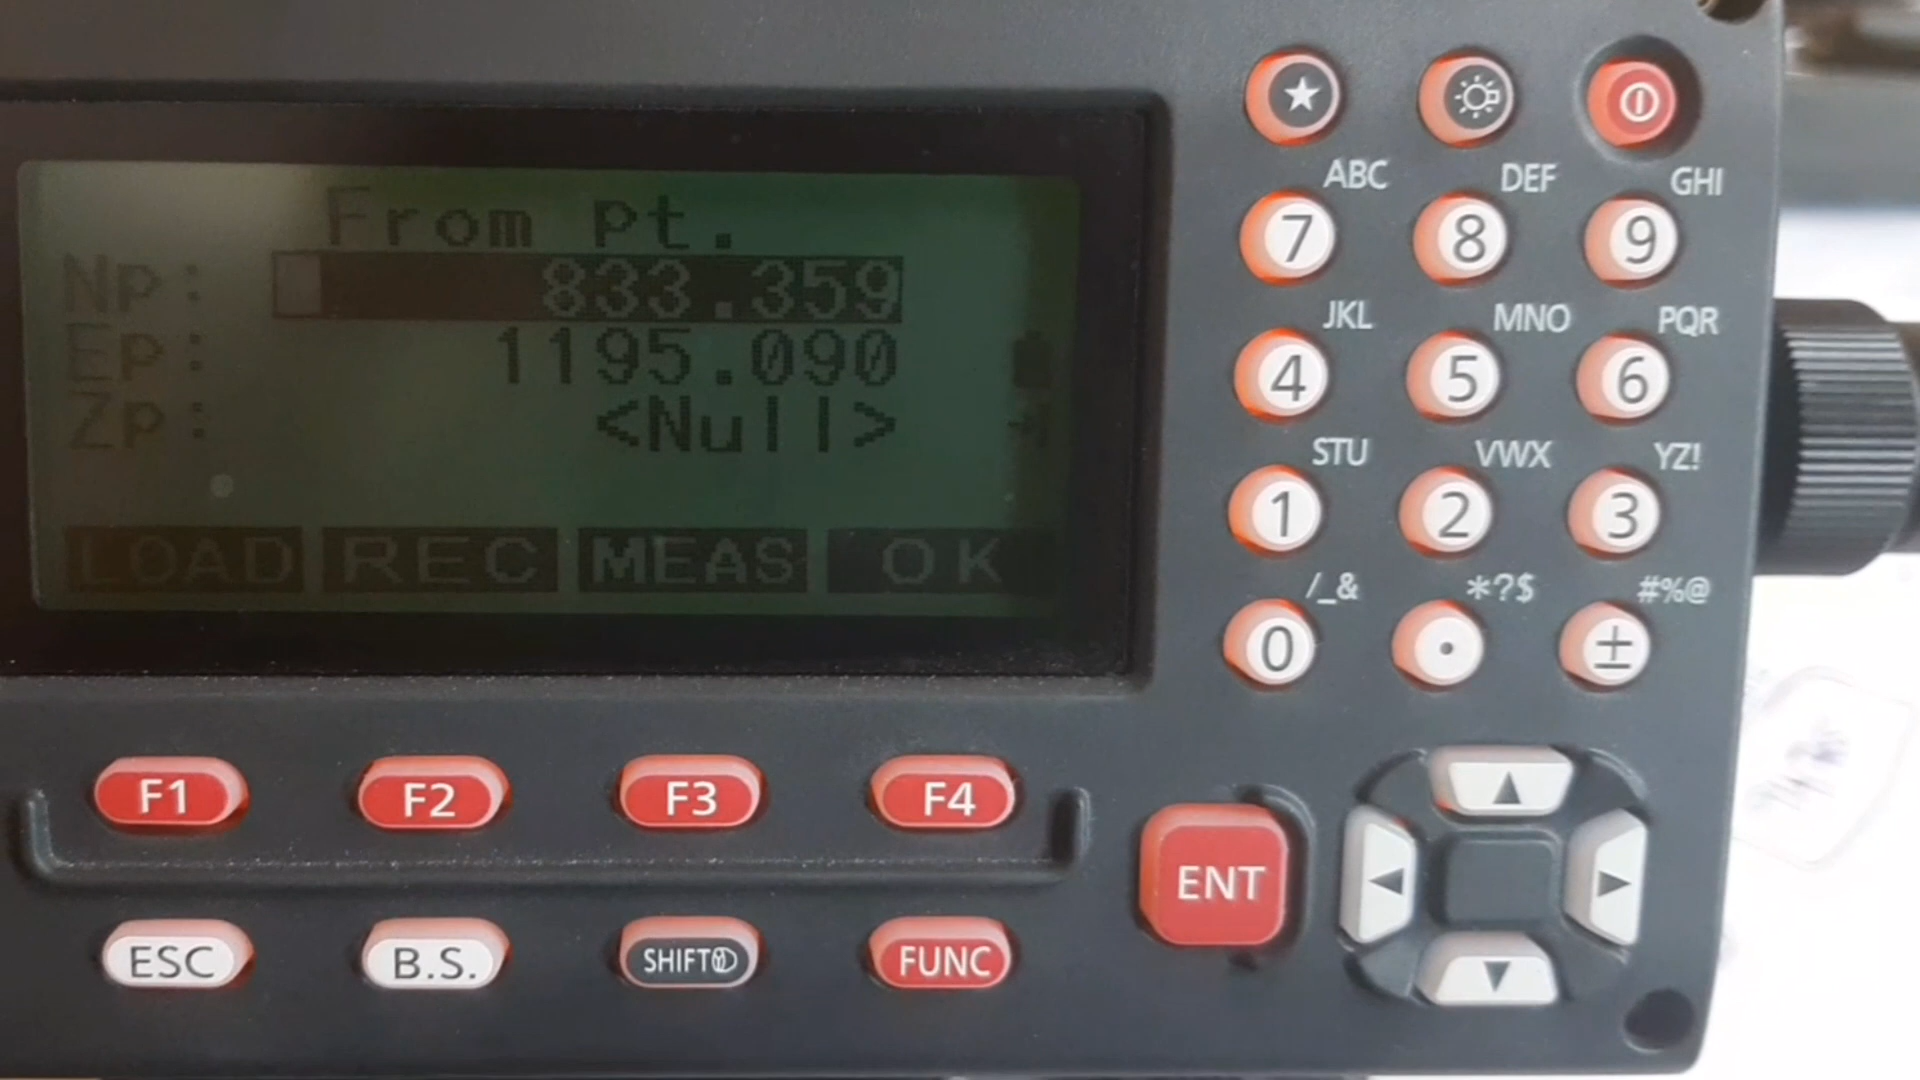 From pt.
Np: 833.359
Ep: 1195.090
Zp: <Null>
LOAD REC MEAS OK
★
ABC DEF GHI
7 8 9
JKL MNO PQR
4 5 6
STU VWX YZ!
1 2 3
/_& *?$ #%@
0 . ±
F1 F2 F3 F4
ENT
ESC B.S. SHIFT FUNC